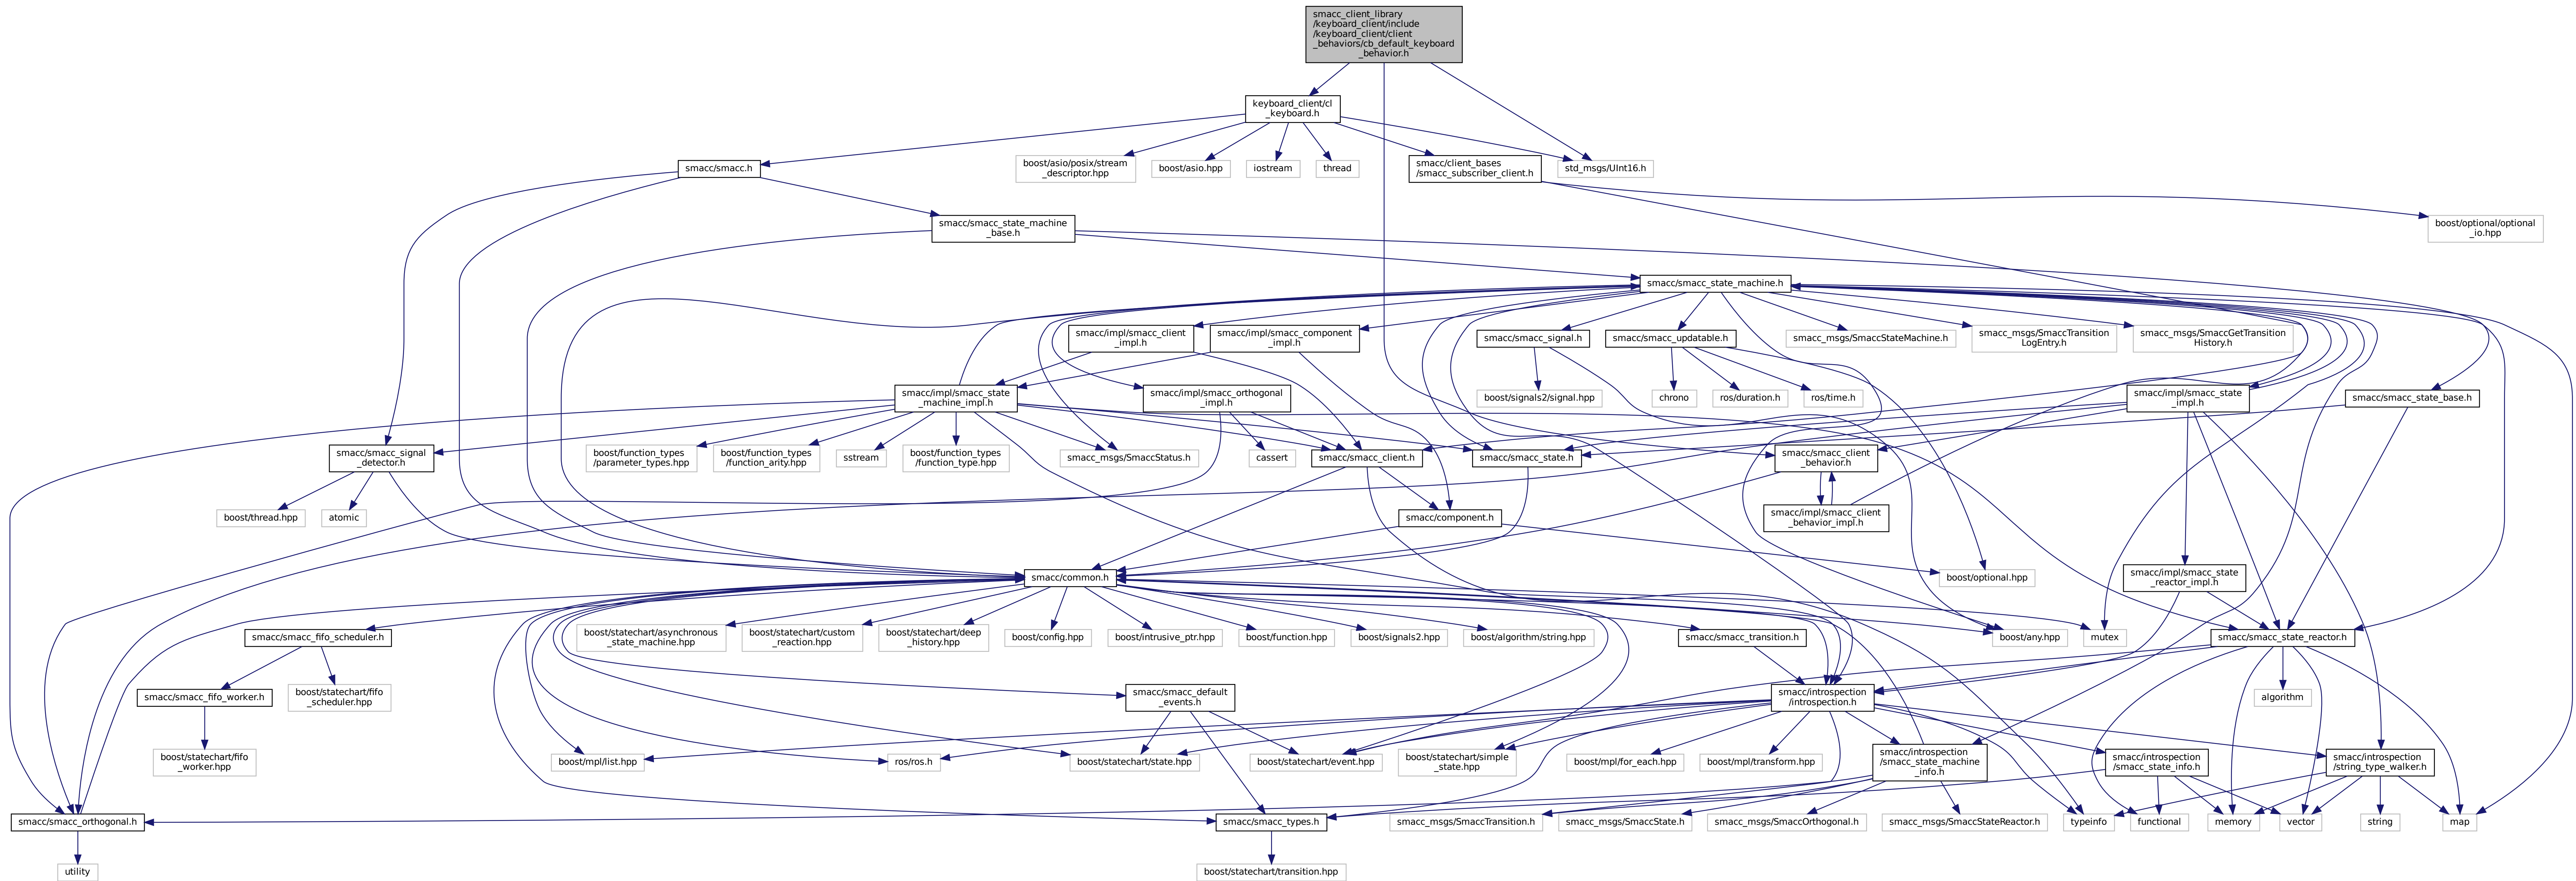 smacc_client_library
/keyboard_client/include
/keyboard_client/client
_behaviors/cb_default_keyboard
_behavior.h
keyboard_client/cl
_keyboard.h
smacc/smacc.h
boost/asio/posix/stream
_descriptor.hpp
boost/asio.hpp
iostream
thread
smacc/client_bases
/smacc_subscriber_client.h
std_msgs/UInt16.h
smacc/smacc_state_machine
_base.h
boost/optional/optional
_io.hpp
smacc/smacc_state_machine.h
smacc/impl/smacc_client
_impl.h
smacc/impl/smacc_component
_impl.h
smacc/smacc_signal.h
smacc/smacc_updatable.h
smacc_msgs/SmaccStateMachine.h
smacc_msgs/SmaccTransition
LogEntry.h
smacc_msgs/SmaccGetTransition
History.h
smacc/impl/smacc_state
_machine_impl.h
smacc/impl/smacc_orthogonal
_impl.h
boost/signals2/signal.hpp
chrono
ros/duration.h
ros/time.h
smacc/impl/smacc_state
_impl.h
smacc/smacc_state_base.h
smacc/smacc_signal
_detector.h
boost/function_types
/parameter_types.hpp
boost/function_types
/function_arity.hpp
sstream
boost/function_types
/function_type.hpp
smacc_msgs/SmaccStatus.h
cassert
smacc/smacc_client.h
smacc/smacc_state.h
smacc/smacc_client
_behavior.h
boost/thread.hpp
atomic
smacc/component.h
smacc/impl/smacc_client
_behavior_impl.h
smacc/common.h
boost/optional.hpp
smacc/impl/smacc_state
_reactor_impl.h
smacc/smacc_fifo_scheduler.h
boost/statechart/asynchronous
_state_machine.hpp
boost/statechart/custom
_reaction.hpp
boost/statechart/deep
_history.hpp
boost/config.hpp
boost/intrusive_ptr.hpp
boost/function.hpp
boost/signals2.hpp
boost/algorithm/string.hpp
smacc/smacc_transition.h
boost/any.hpp
mutex
smacc/smacc_state_reactor.h
smacc/smacc_fifo_worker.h
boost/statechart/fifo
_scheduler.hpp
smacc/smacc_default
_events.h
smacc/introspection
/introspection.h
algorithm
boost/statechart/fifo
_worker.hpp
boost/mpl/list.hpp
ros/ros.h
boost/statechart/state.hpp
boost/statechart/event.hpp
boost/statechart/simple
_state.hpp
boost/mpl/for_each.hpp
boost/mpl/transform.hpp
smacc/introspection
/smacc_state_machine
_info.h
smacc/introspection
/smacc_state_info.h
smacc/introspection
/string_type_walker.h
smacc/smacc_orthogonal.h
smacc/smacc_types.h
smacc_msgs/SmaccTransition.h
smacc_msgs/SmaccState.h
smacc_msgs/SmaccOrthogonal.h
smacc_msgs/SmaccStateReactor.h
typeinfo
functional
memory
vector
string
map
utility
boost/statechart/transition.hpp